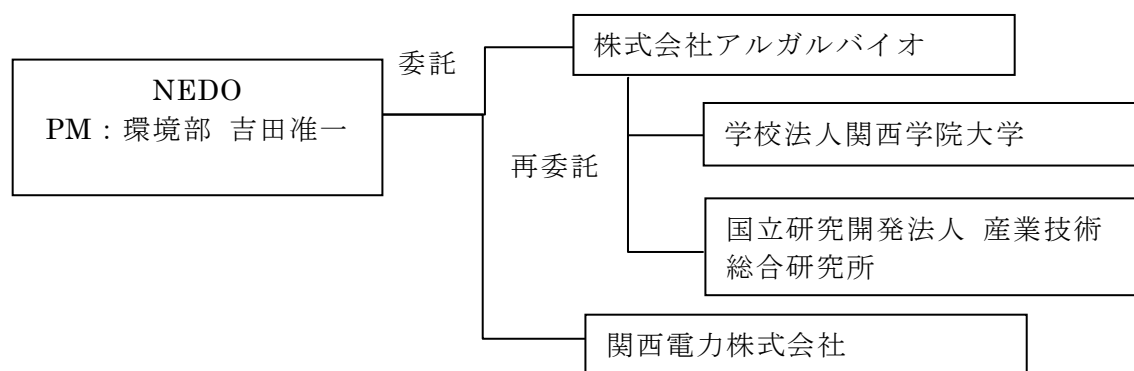 NEDO
PM：環境部 吉田准一
委託
株式会社アルガルバイオ
再委託
学校法人関西学院大学
国立研究開発法人 産業技術
総合研究所
関西電力株式会社